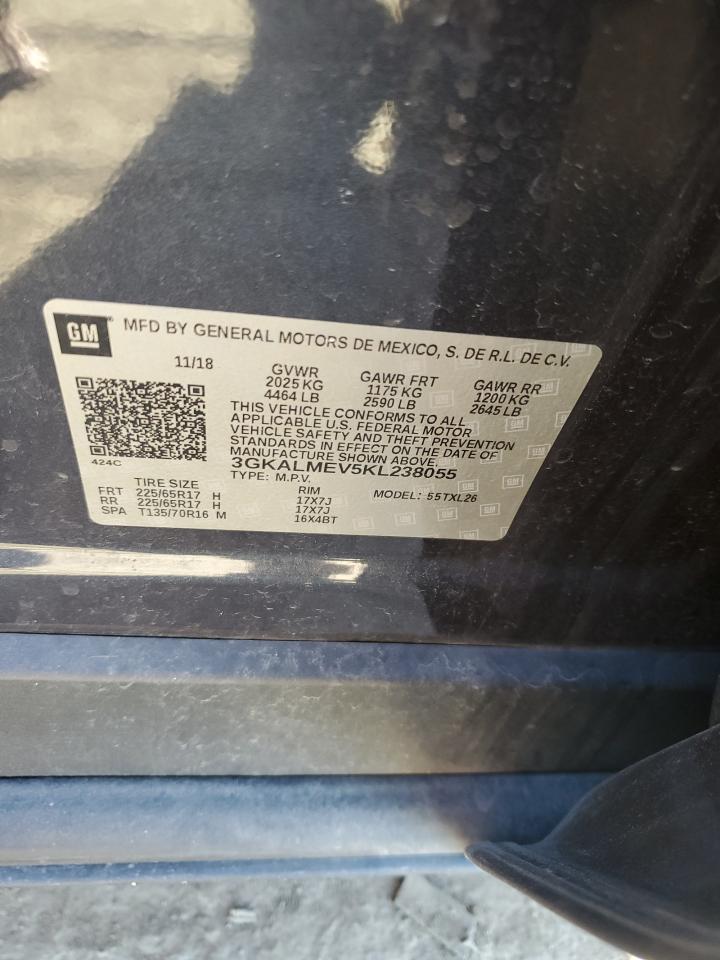 GM MFD BY GENERAL MOTORS DE MEXICO, S. DE R.L. DE C.V.
11/18 GVWR GAWR FRT GAWR RR
2025 KG 1175 KG 1200 KG
4464 LB 2590 LB 2645 LB
THIS VEHICLE CONFORMS TO ALL
APPLICABLE U.S. FEDERAL MOTOR
VEHICLE SAFETY AND THEFT PREVENTION
STANDARDS IN EFFECT ON THE DATE OF
MANUFACTURE SHOWN ABOVE.
424C 3GKALMEV5KL238055
TYPE: M.P.V. MODEL: 55TXL26
TIRE SIZE RIM
FRT 225/65R17 H 17X7J
RR 225/65R17 H 17X7J
SPA T135/70R16 M 16X4BT